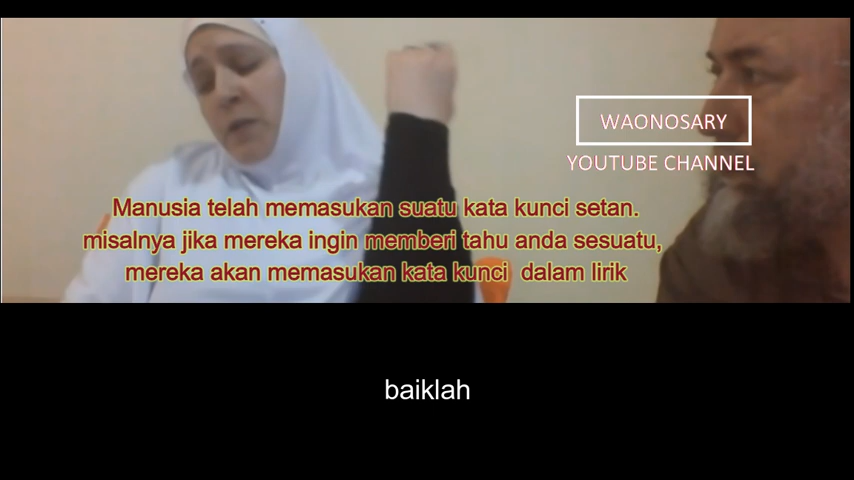 WAONOSARY
YOUTUBE CHANNEL
Manusia telah memasukan suatu kata kunci setan.
misalnya jika mereka ingin memberi tahu anda sesuatu,
mereka akan memasukan kata kunci dalam lirik
baiklah